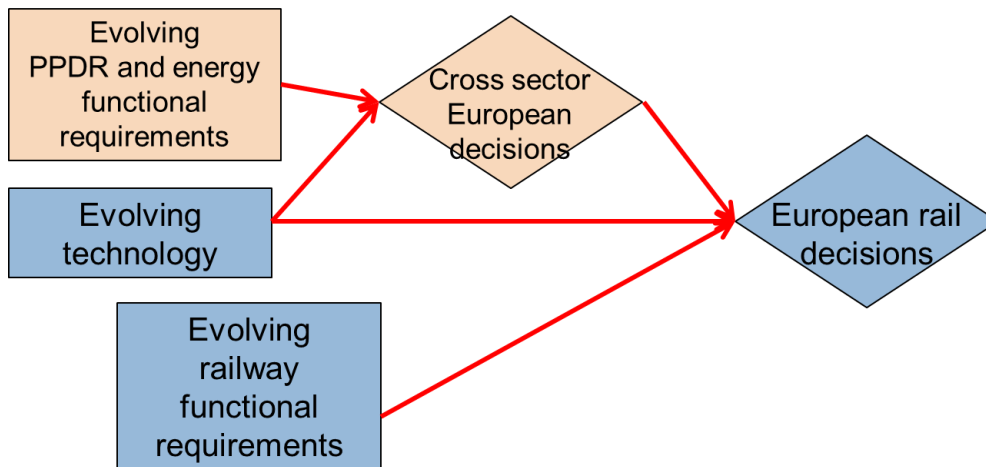 Evolving
PPDR and energy
functional
requirements
Cross sector
European
decisions
Evolving
technology
European rail
decisions
Evolving
railway
functional
requirements